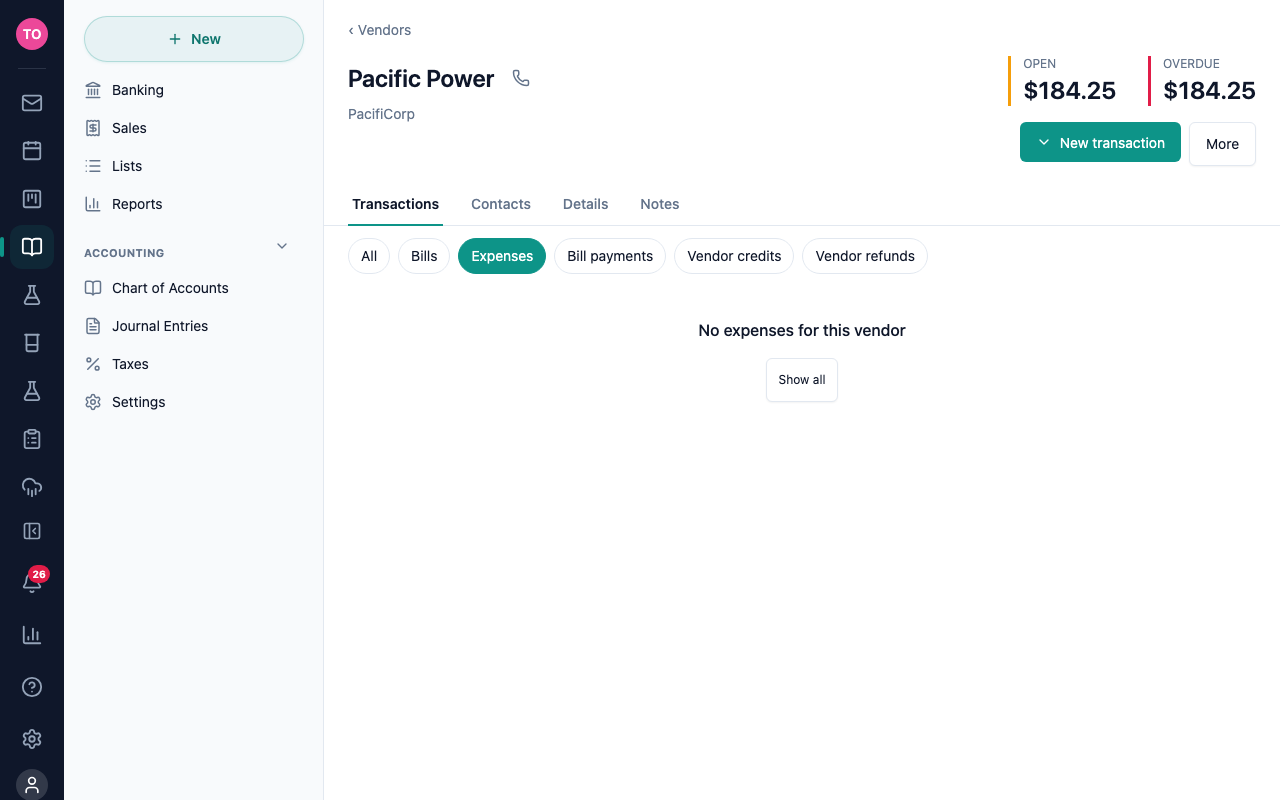 TO
New
Banking
Sales
Lists
Reports
ACCOUNTING
Chart of Accounts
Journal Entries
Taxes
Settings
26
‹ Vendors
Pacific Power
PacifiCorp
OPEN
$184.25
OVERDUE
$184.25
New transaction
More
Transactions Contacts Details Notes
All Bills Expenses Bill payments Vendor credits Vendor refunds
No expenses for this vendor
Show all